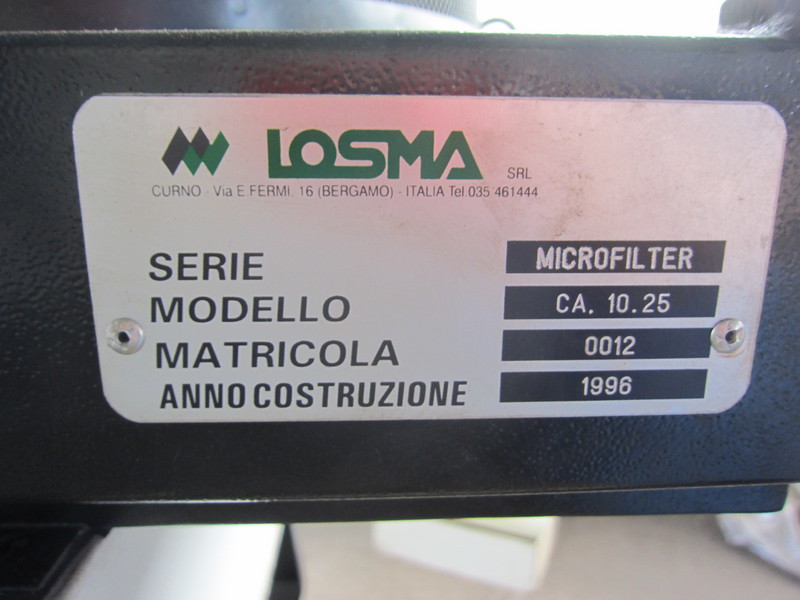 LOSMA SRL
CURNO - Via E.FERMI, 16 (BERGAMO) - ITALIA Tel.035 461444
SERIE MICROFILTER
MODELLO CA. 10.25
MATRICOLA 0012
ANNO COSTRUZIONE 1996